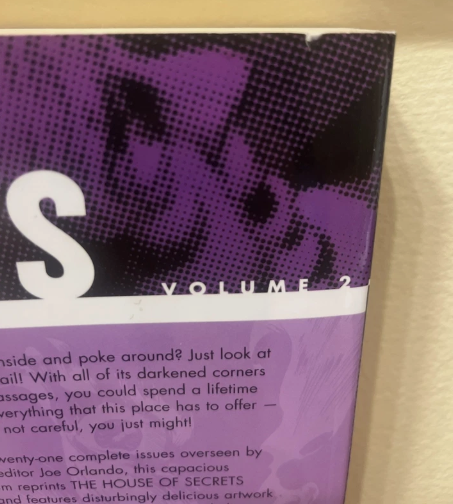 S
VOLUME 2
nside and poke around? Just look at
ail! With all of its darkened corners
assages, you could spend a lifetime
verything that this place has to offer —
not careful, you just might!
wenty-one complete issues overseen by
editor Joe Orlando, this capacious
m reprints THE HOUSE OF SECRETS
and features disturbingly delicious artwork